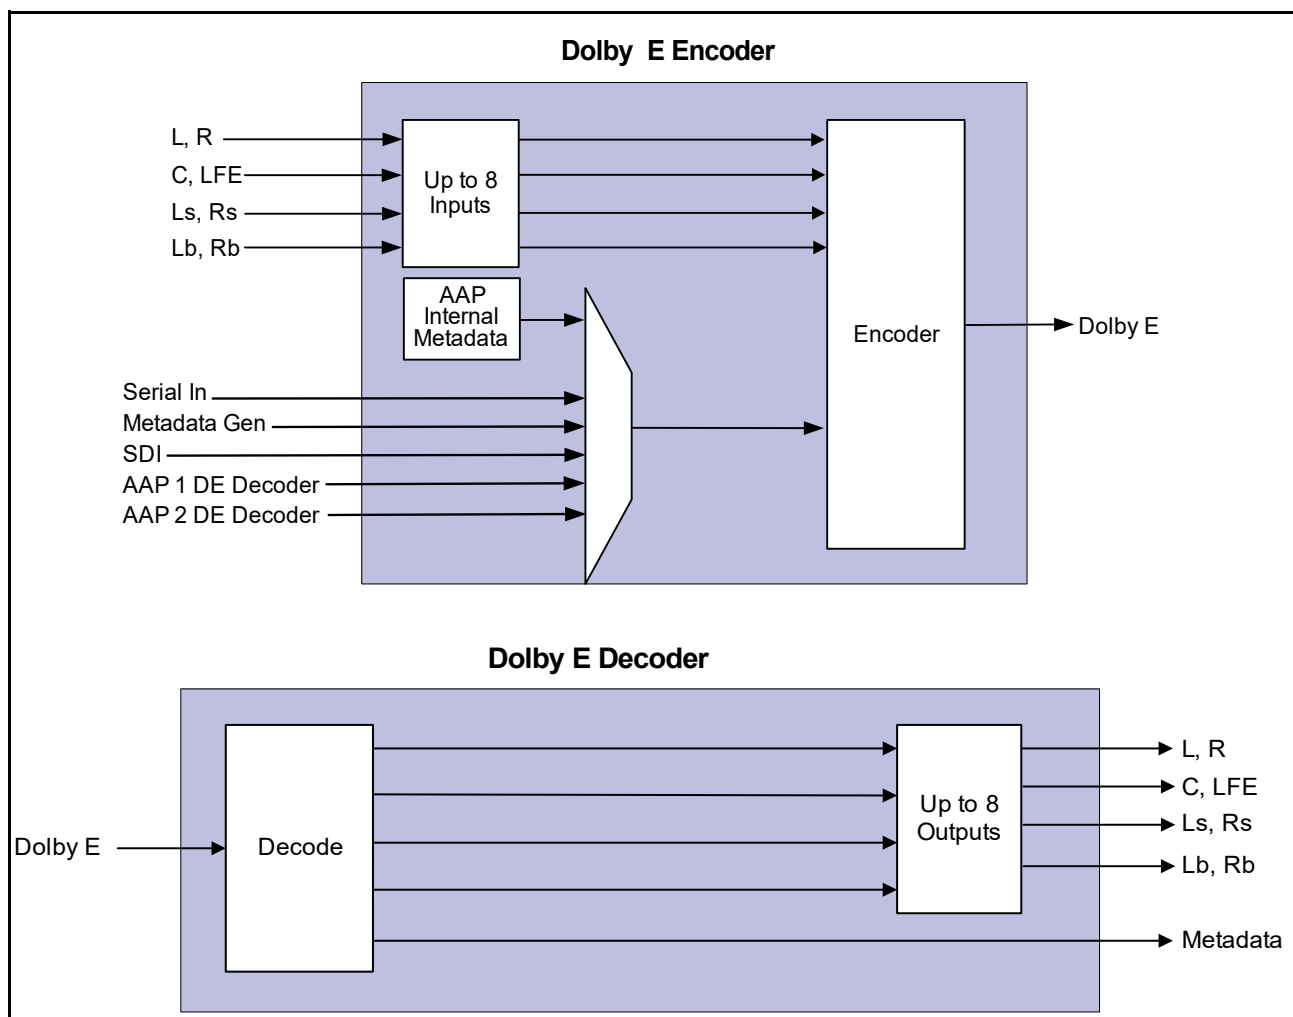 Dolby E Encoder
L, R
C, LFE
Ls, Rs
Lb, Rb
Up to 8
Inputs
AAP
Internal
Metadata
Serial In
Metadata Gen
SDI
AAP 1 DE Decoder
AAP 2 DE Decoder
Encoder
Dolby E
Dolby E Decoder
Dolby E
Decode
Up to 8
Outputs
L, R
C, LFE
Ls, Rs
Lb, Rb
Metadata